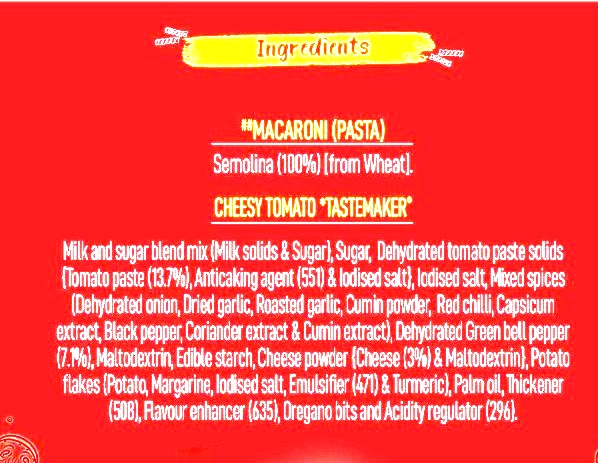 Ingredients
##MACARONI (PASTA)
Semolina (100%) [from Wheat].
CHEESY TOMATO *TASTEMAKER*
Milk and sugar blend mix {Milk solids & Sugar}, Sugar, Dehydrated tomato paste solids
{Tomato paste (13.7%), Anticaking agent (551) & Iodised salt}, Iodised salt, Mixed spices
{Dehydrated onion, Dried garlic, Roasted garlic, Cumin powder, Red chilli, Capsicum
extract, Black pepper, Coriander extract & Cumin extract}, Dehydrated Green bell pepper
(7.1%), Maltodextrin, Edible starch, Cheese powder {Cheese (3%) & Maltodextrin}, Potato
flakes {Potato, Margarine, Iodised salt, Emulsifier (471) & Turmeric}, Palm oil, Thickener
(508), Flavour enhancer (635), Oregano bits and Acidity regulator (296).